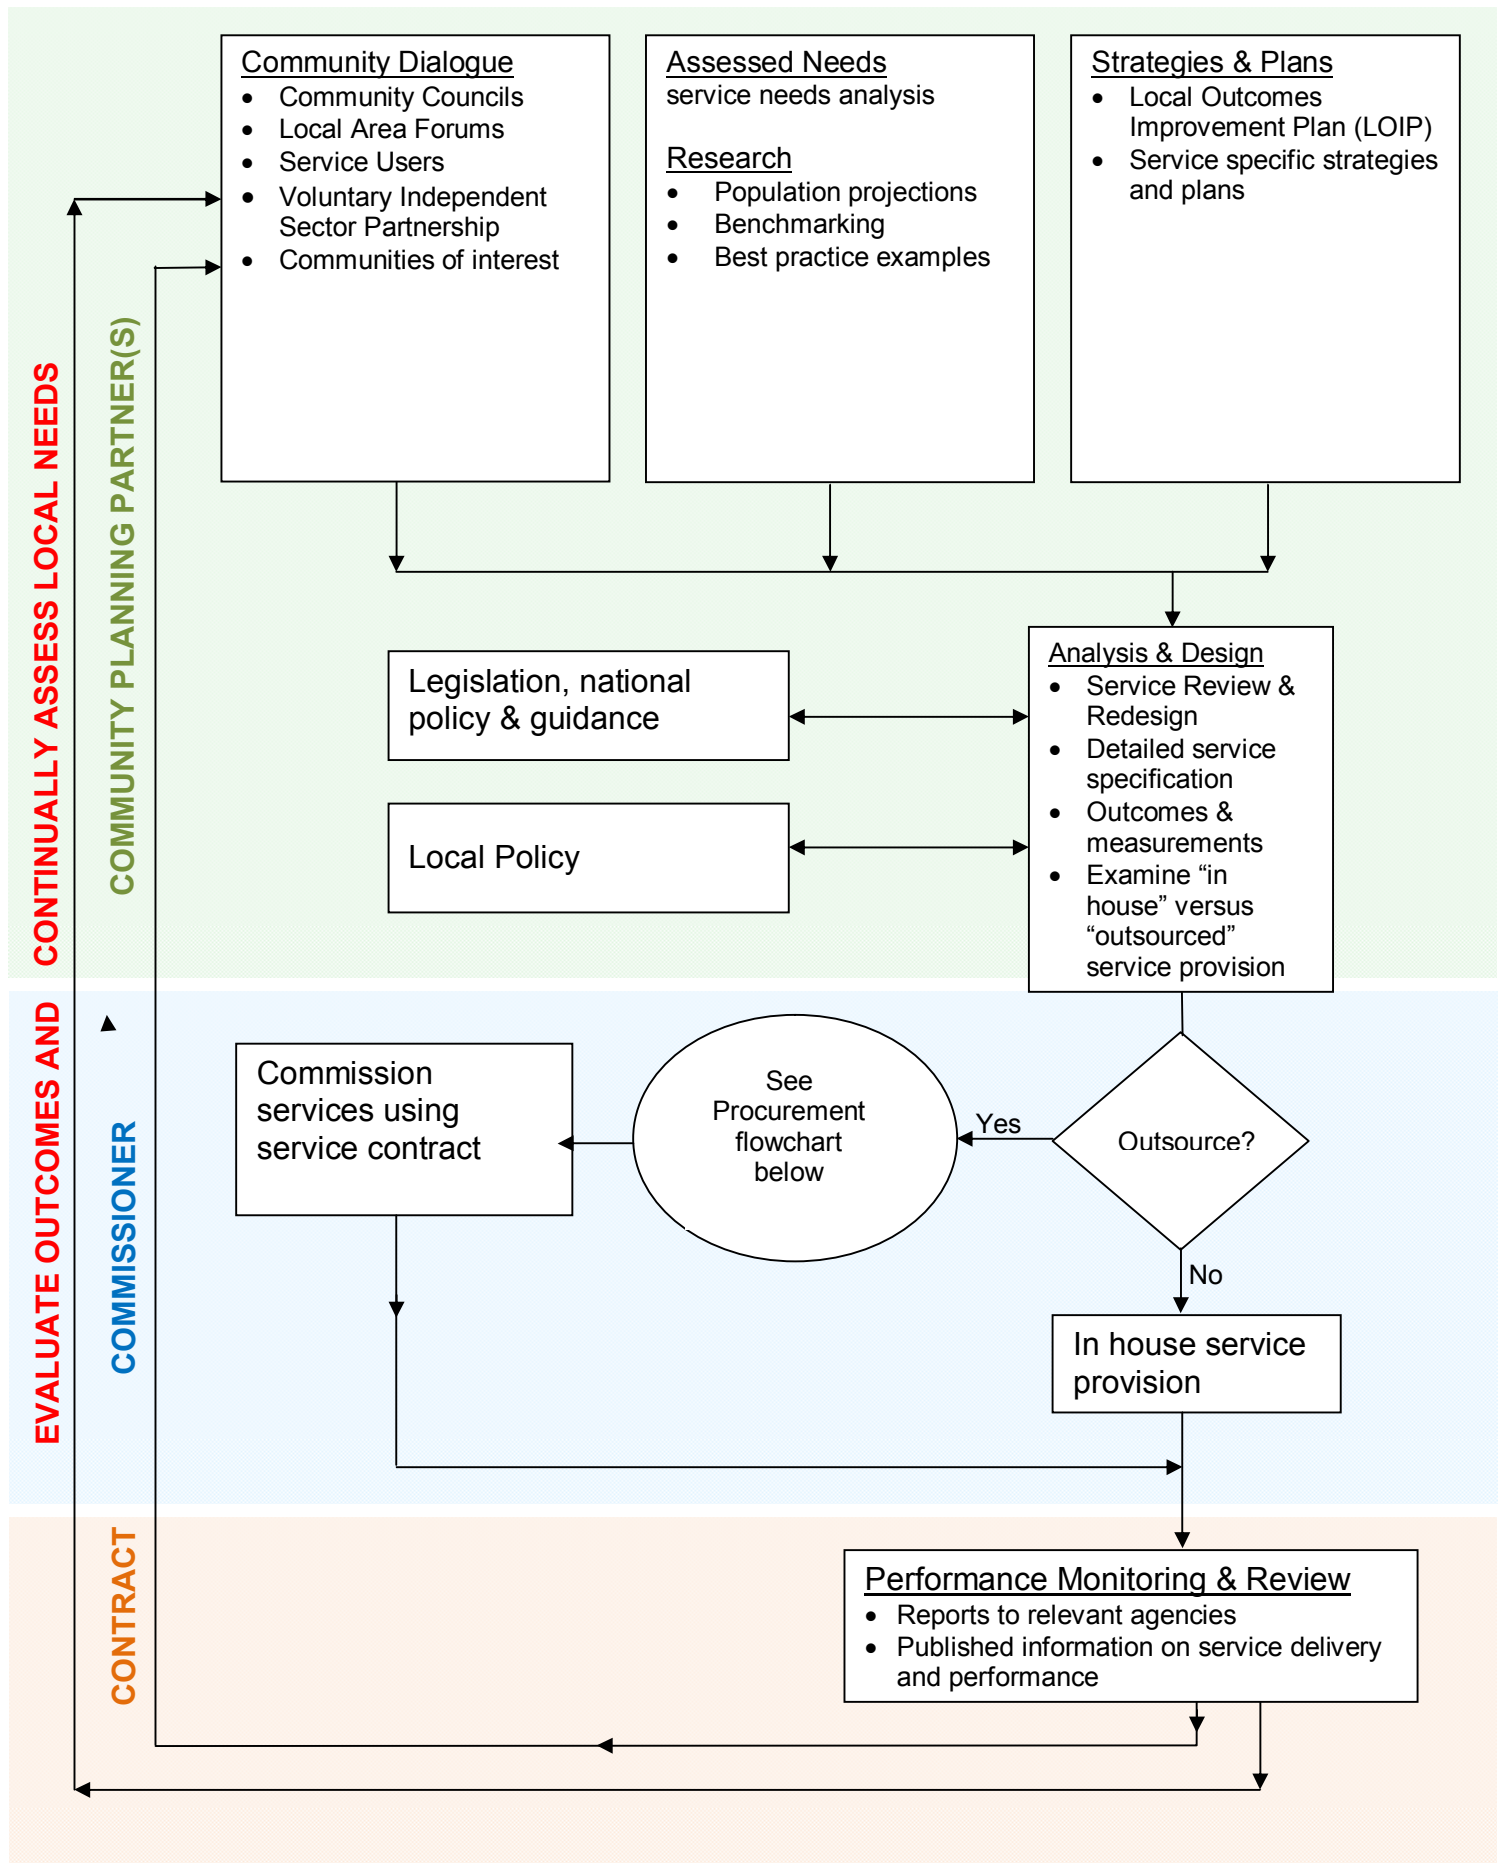 Community Dialogue
• Community Councils
• Local Area Forums
• Service Users
• Voluntary Independent
Sector Partnership
• Communities of interest
Assessed Needs
service needs analysis
Research
• Population projections
• Benchmarking
• Best practice examples
Strategies & Plans
• Local Outcomes
Improvement Plan (LOIP)
• Service specific strategies
and plans
EVALUATE OUTCOMES AND CONTINUALLY ASSESS LOCAL NEEDS
COMMUNITY PLANNING PARTNER(S)
Legislation, national
policy & guidance
Local Policy
Analysis & Design
• Service Review &
Redesign
• Detailed service
specification
• Outcomes &
measurements
• Examine “in
house” versus
“outsourced”
service provision
COMMISSIONER
Commission
services using
service contract
See
Procurement
flowchart
below
Yes
Outsource?
No
In house service
provision
CONTRACT
Performance Monitoring & Review
• Reports to relevant agencies
• Published information on service delivery
and performance